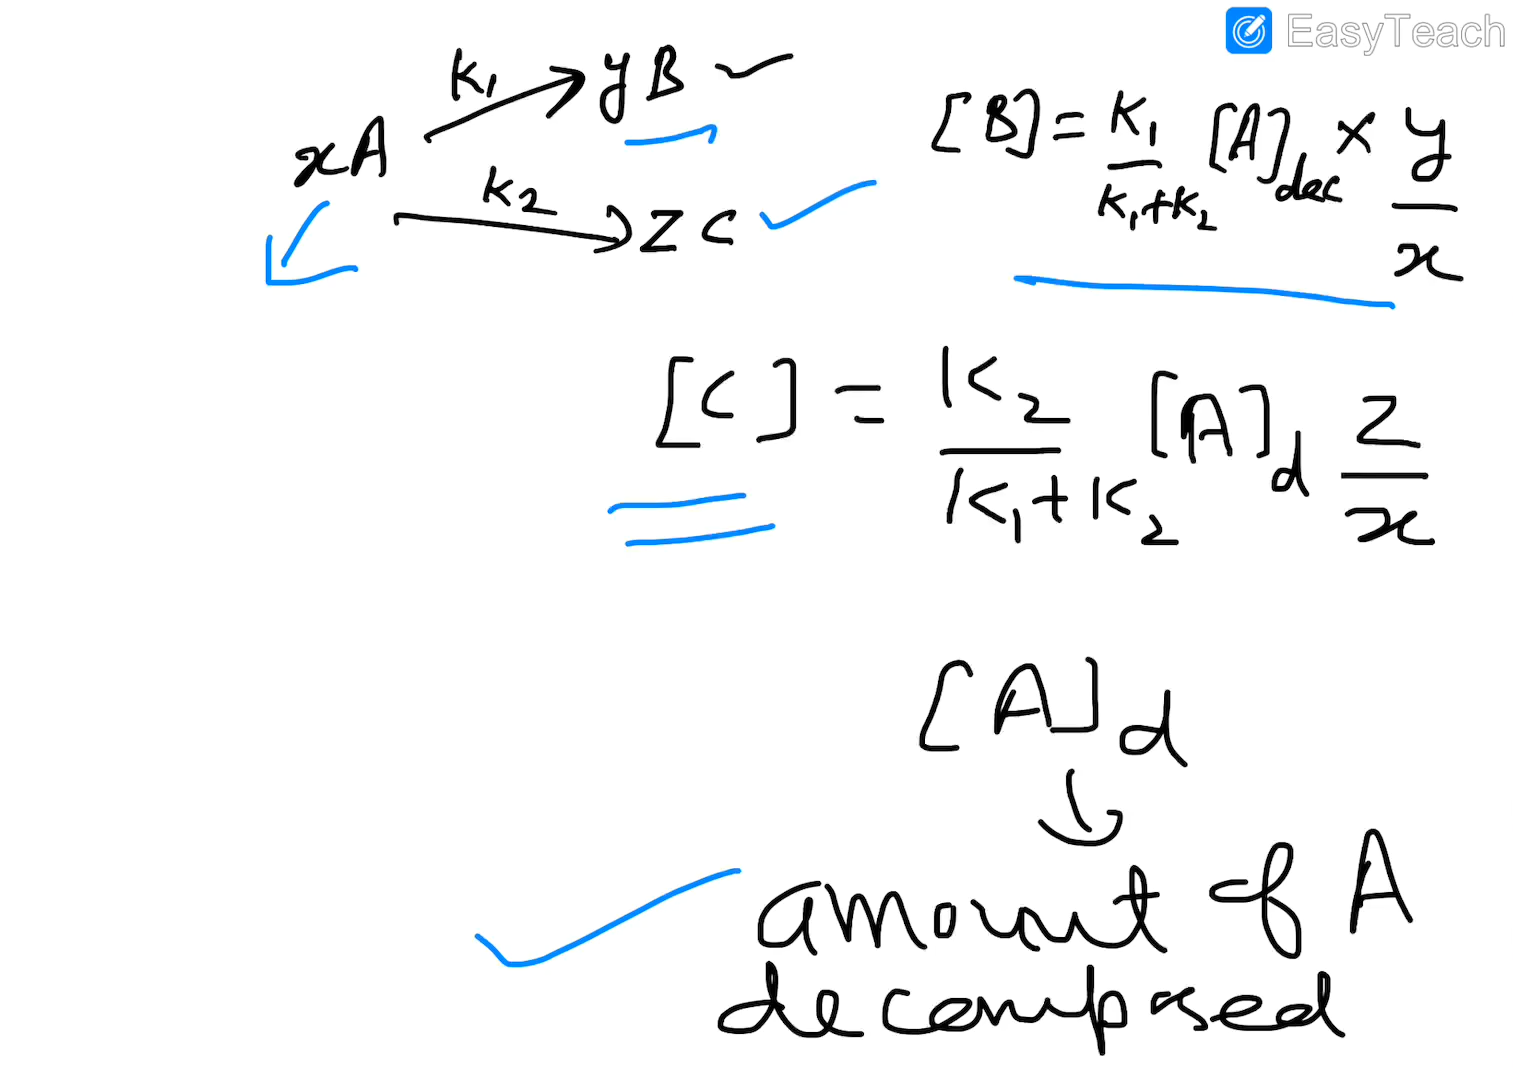 EasyTeach
xA
K₁
yB
K₂
ZC
[B] = K₁/(K₁+K₂) [A]dec × y/x
[C] = K₂/(K₁+K₂) [A]d Z/x
[A]d
amount of A
decomposed